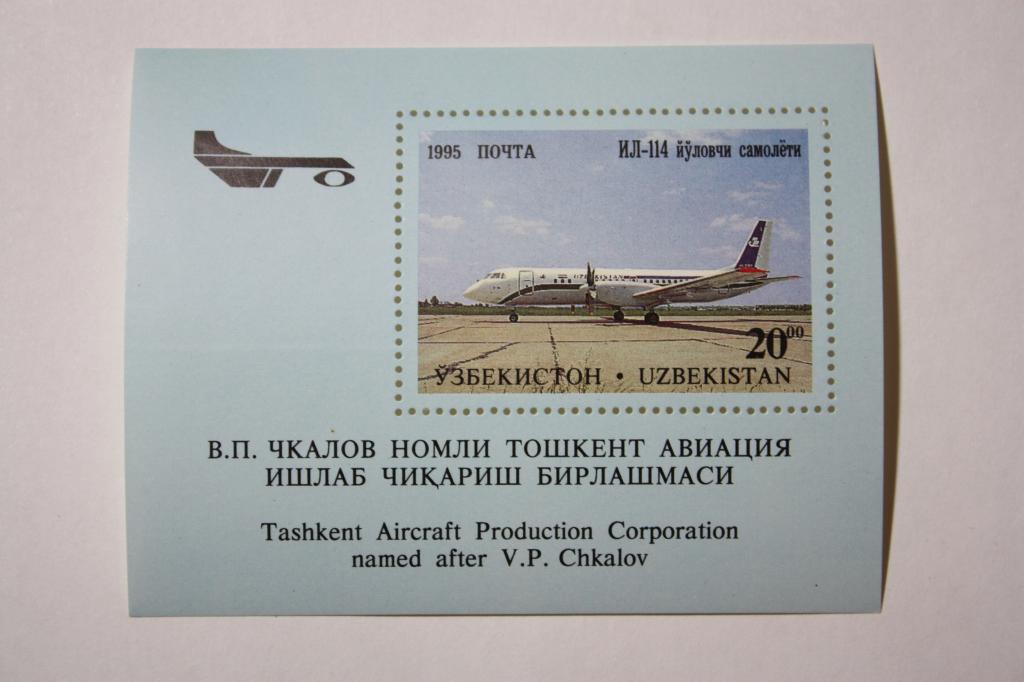 1995 ПОЧТА
ИЛ-114 йўловчи самолёти
UZBEKISTAN
20⁰⁰
ЎЗБЕКИСТОН • UZBEKISTAN
В.П. ЧКАЛОВ НОМЛИ ТОШКЕНТ АВИАЦИЯ
ИШЛАБ ЧИҚАРИШ БИРЛАШМАСИ
Tashkent Aircraft Production Corporation
named after V.P. Chkalov